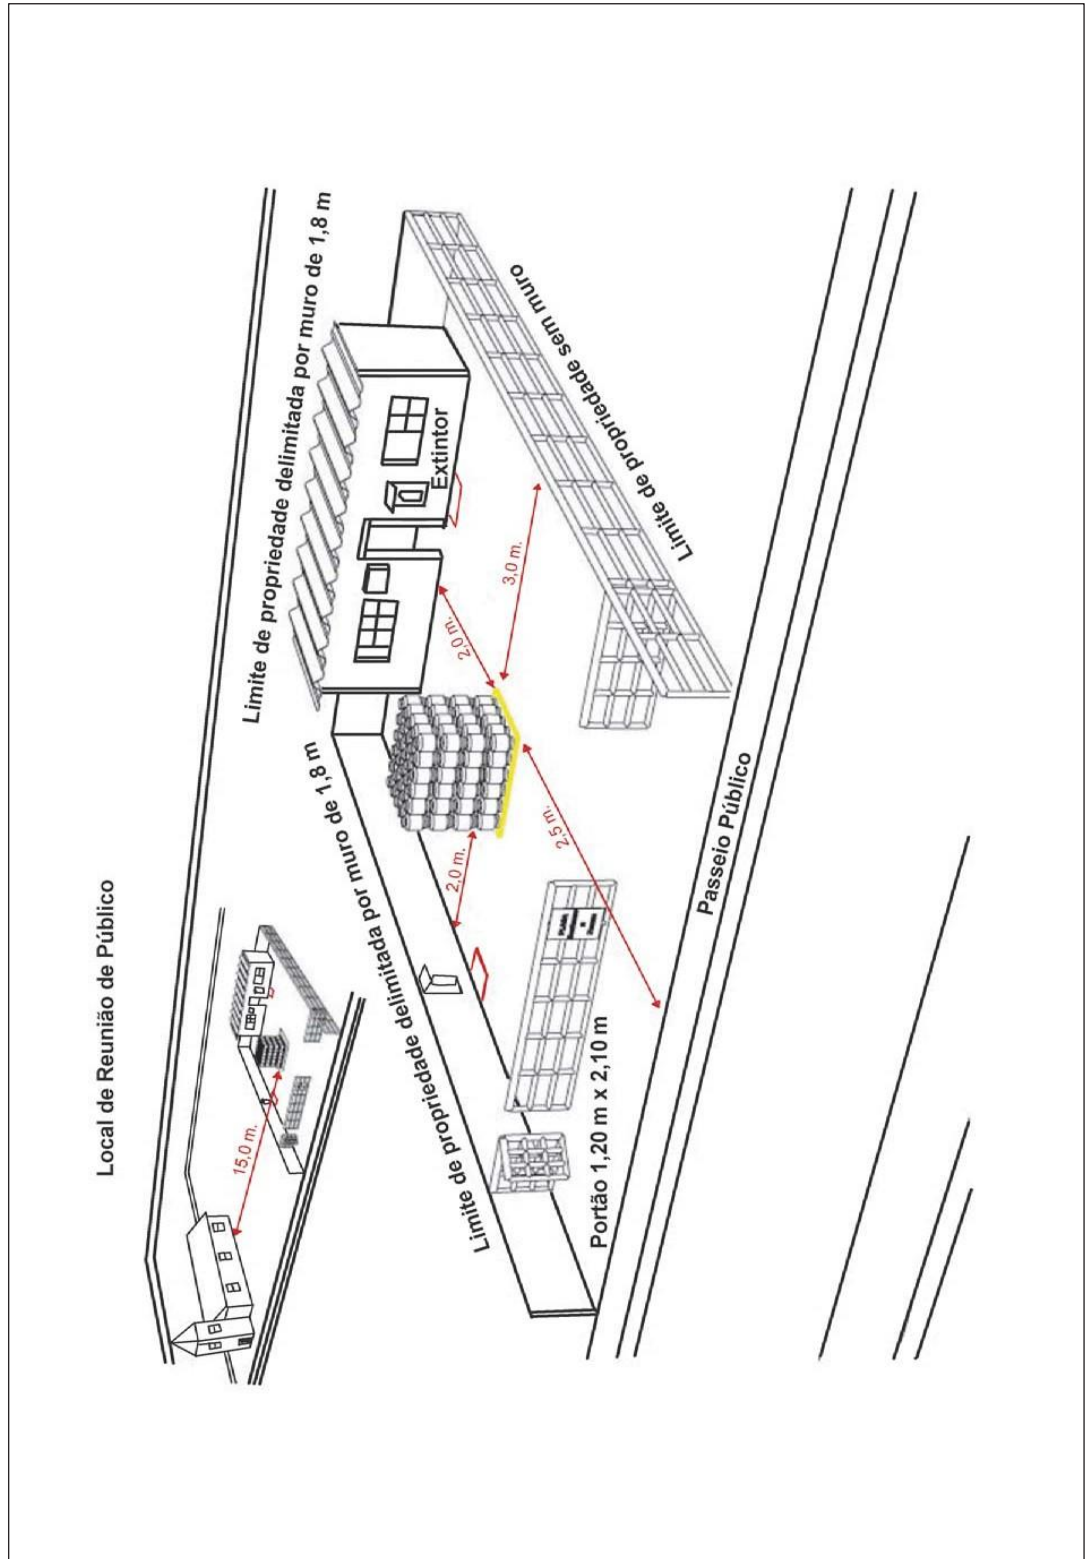 Local de Reunião de Público
15,0 m.
Limite de propriedade delimitada por muro de 1,8 m
Limite de propriedade delimitada por muro de 1,8 m
Extintor
2,0 m.
3,0 m.
2,0 m.
2,5 m.
Limite de propriedade sem muro
Portão 1,20 m x 2,10 m
Passeio Público